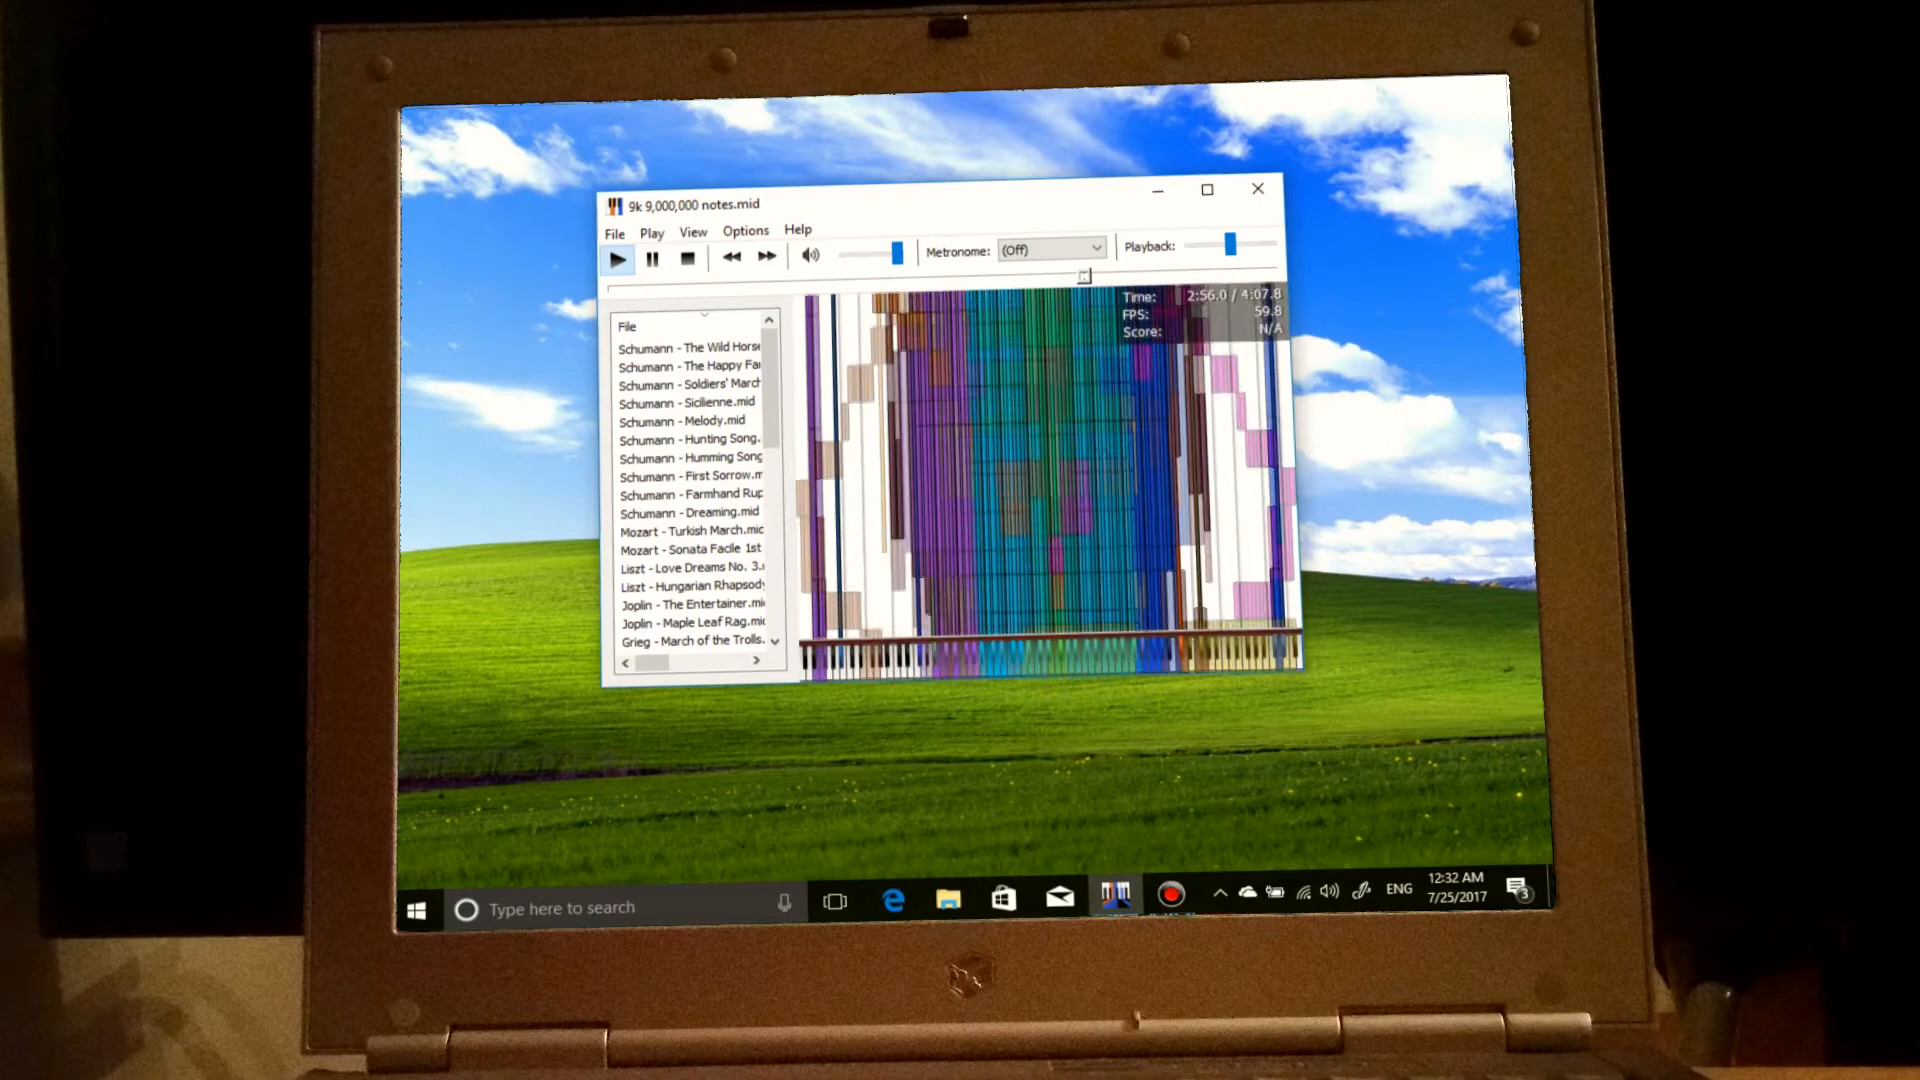 9k 9,000,000 notes.mid
File Play View Options Help
Metronome: (Off) Playback:
Time: 2:56.0 / 4:07.8
FPS: 59.8
Score: N/A
File
Schumann - The Wild Horse
Schumann - The Happy Far
Schumann - Soldiers' March
Schumann - Sicilienne.mid
Schumann - Melody.mid
Schumann - Hunting Song.
Schumann - Humming Song
Schumann - First Sorrow.m
Schumann - Farmhand Rup
Schumann - Dreaming.mid
Mozart - Turkish March.mid
Mozart - Sonata Facile 1st
Liszt - Love Dreams No. 3.
Liszt - Hungarian Rhapsody
Joplin - The Entertainer.mi
Joplin - Maple Leaf Rag.mid
Grieg - March of the Trolls.
Type here to search
ENG
12:32 AM
7/25/2017
3